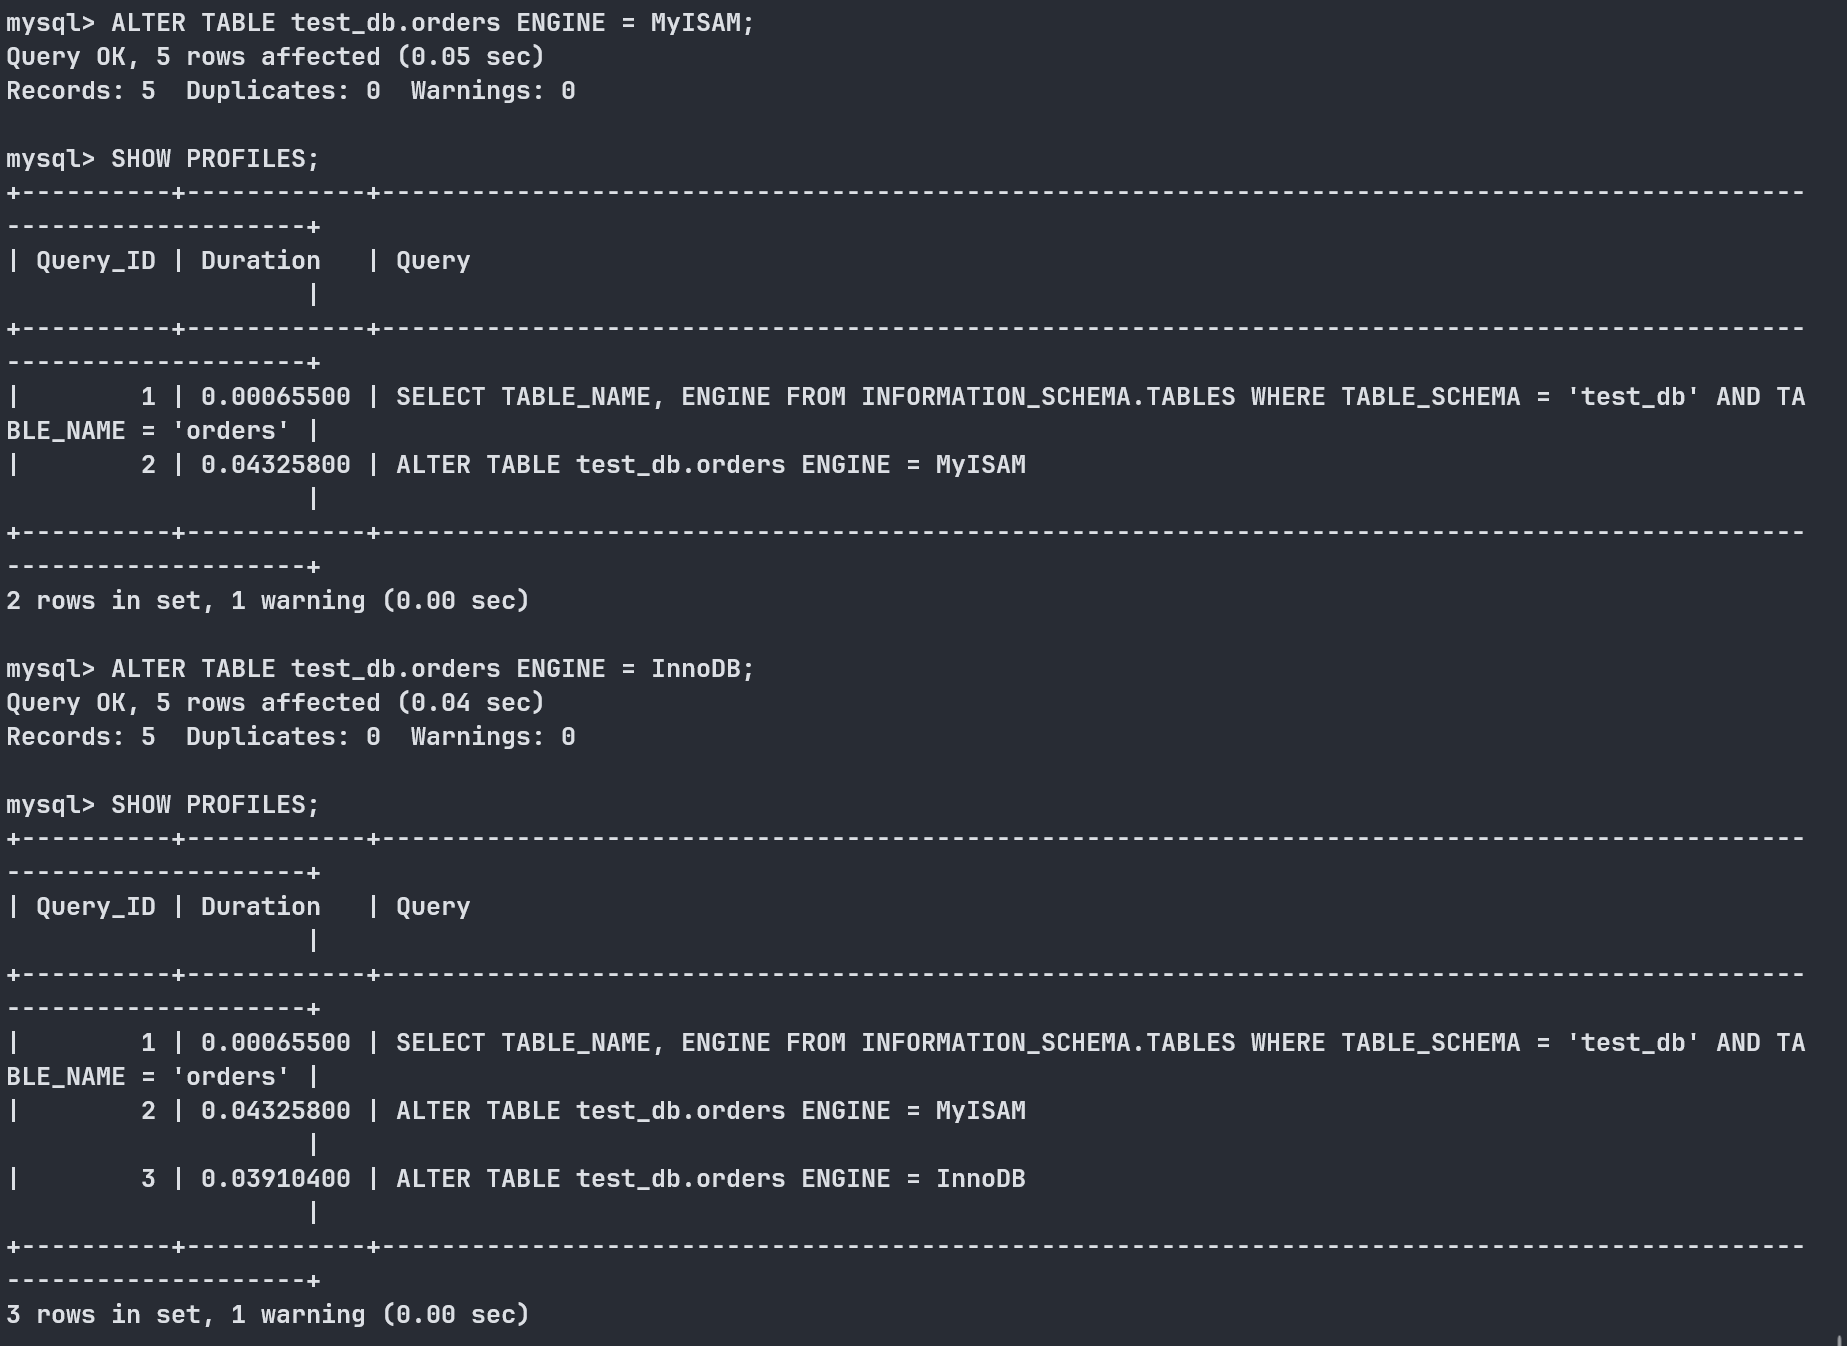 mysql> ALTER TABLE test_db.orders ENGINE = MyISAM;
Query OK, 5 rows affected (0.05 sec)
Records: 5  Duplicates: 0  Warnings: 0

mysql> SHOW PROFILES;
+----------+------------+-----------------------------------------------------------------------------------------------
--------------------+
| Query_ID | Duration   | Query
                    |
+----------+------------+-----------------------------------------------------------------------------------------------
--------------------+
|        1 | 0.00065500 | SELECT TABLE_NAME, ENGINE FROM INFORMATION_SCHEMA.TABLES WHERE TABLE_SCHEMA = 'test_db' AND TA
BLE_NAME = 'orders' |
|        2 | 0.04325800 | ALTER TABLE test_db.orders ENGINE = MyISAM
                    |
+----------+------------+-----------------------------------------------------------------------------------------------
--------------------+
2 rows in set, 1 warning (0.00 sec)

mysql> ALTER TABLE test_db.orders ENGINE = InnoDB;
Query OK, 5 rows affected (0.04 sec)
Records: 5  Duplicates: 0  Warnings: 0

mysql> SHOW PROFILES;
+----------+------------+-----------------------------------------------------------------------------------------------
--------------------+
| Query_ID | Duration   | Query
                    |
+----------+------------+-----------------------------------------------------------------------------------------------
--------------------+
|        1 | 0.00065500 | SELECT TABLE_NAME, ENGINE FROM INFORMATION_SCHEMA.TABLES WHERE TABLE_SCHEMA = 'test_db' AND TA
BLE_NAME = 'orders' |
|        2 | 0.04325800 | ALTER TABLE test_db.orders ENGINE = MyISAM
                    |
|        3 | 0.03910400 | ALTER TABLE test_db.orders ENGINE = InnoDB
                    |
+----------+------------+-----------------------------------------------------------------------------------------------
--------------------+
3 rows in set, 1 warning (0.00 sec)